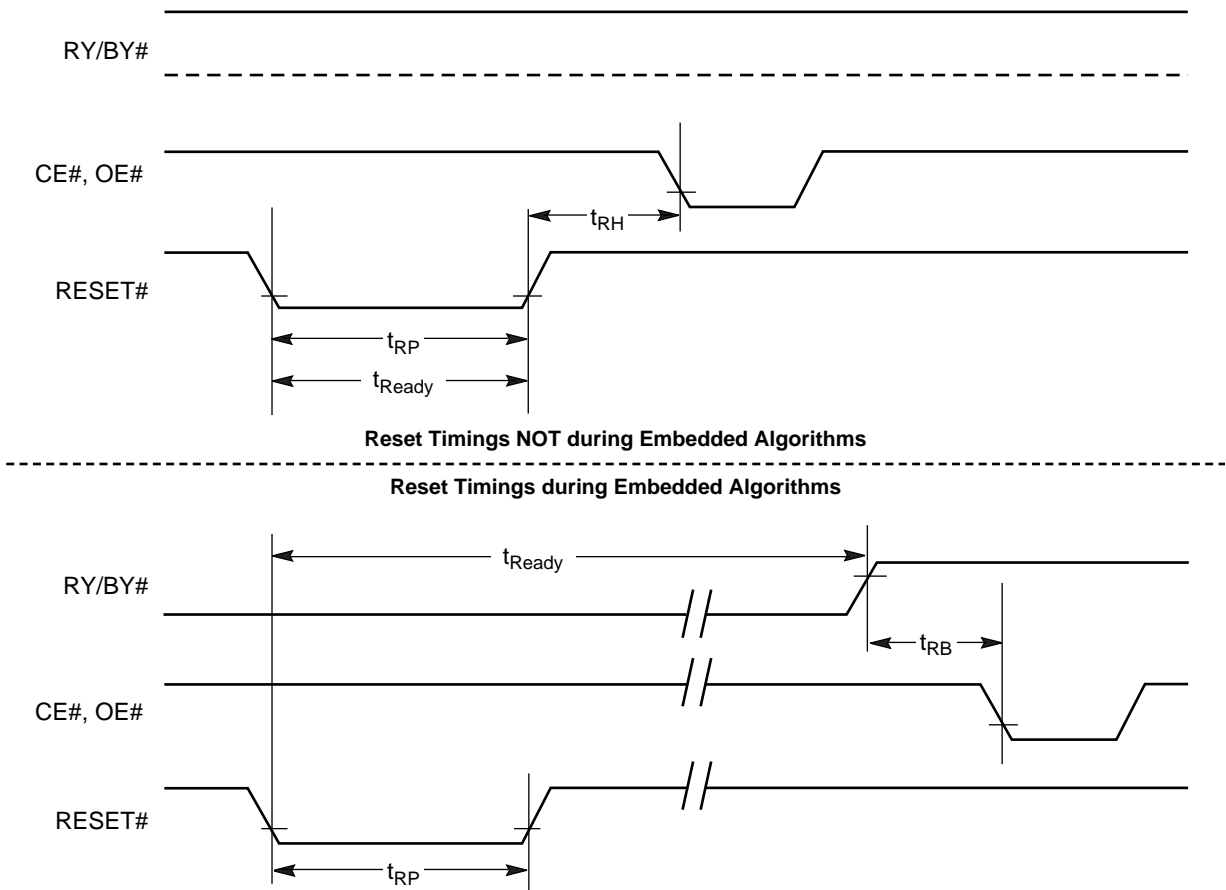 RY/BY#
CE#, OE#
tRH
RESET#
tRP
tReady
Reset Timings NOT during Embedded Algorithms
Reset Timings during Embedded Algorithms
tReady
RY/BY#
tRB
CE#, OE#
RESET#
tRP